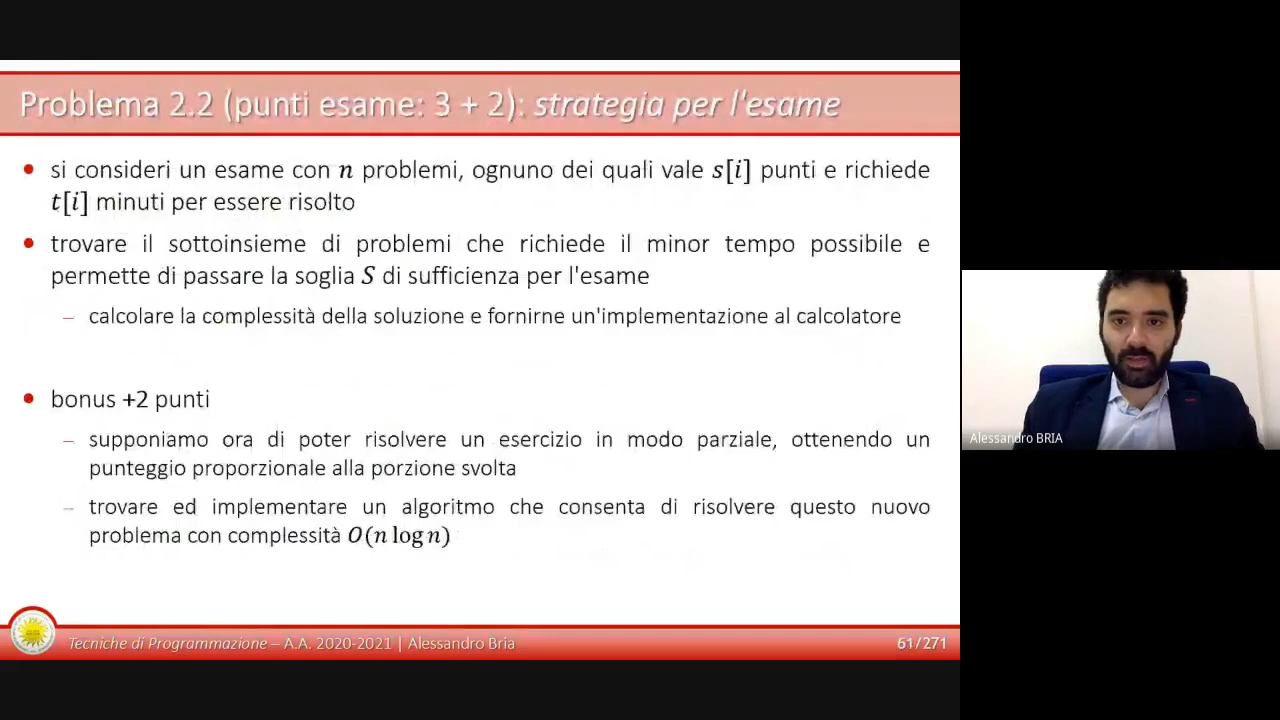 Problema 2.2 (punti esame: 3 + 2): strategia per l'esame
• si consideri un esame con n problemi, ognuno dei quali vale s[i] punti e richiede
t[i] minuti per essere risolto
• trovare il sottoinsieme di problemi che richiede il minor tempo possibile e
permette di passare la soglia S di sufficienza per l'esame
– calcolare la complessità della soluzione e fornirne un'implementazione al calcolatore
• bonus +2 punti
– supponiamo ora di poter risolvere un esercizio in modo parziale, ottenendo un
punteggio proporzionale alla porzione svolta
– trovare ed implementare un algoritmo che consenta di risolvere questo nuovo
problema con complessità O(n log n)
Tecniche di Programmazione – A.A. 2020-2021 | Alessandro Bria
61/271
Alessandro BRIA